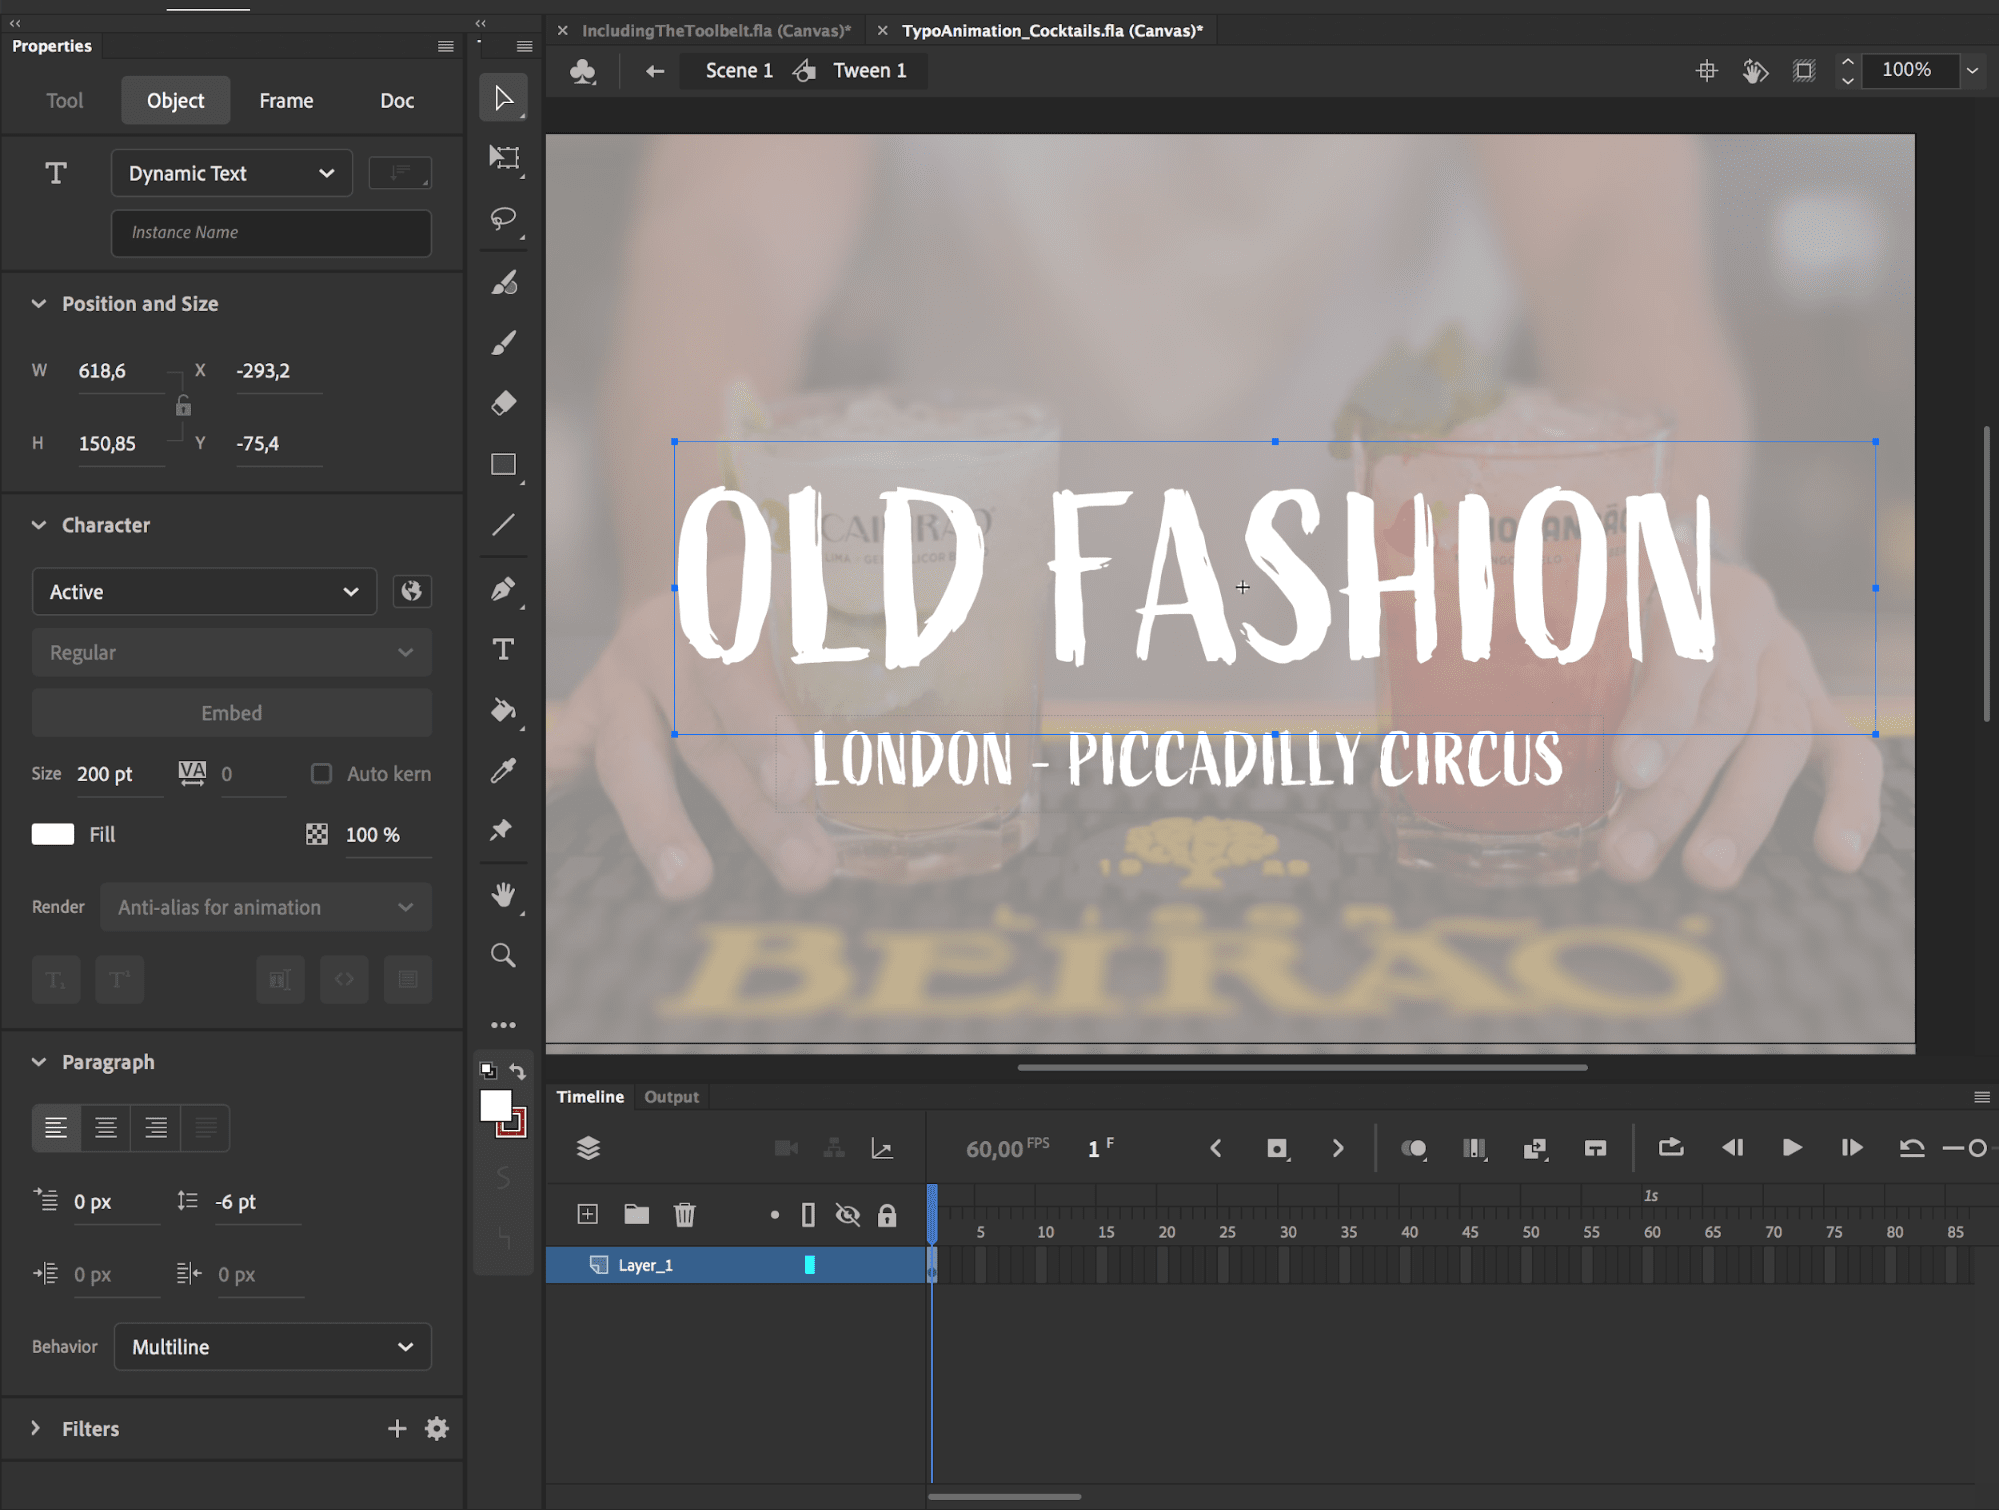 Properties
Tool Object Frame Doc
Dynamic Text
Instance Name
Position and Size
W 618,6 X -293,2
H 150,85 Y -75,4
Character
Active
Regular
Embed
Size 200 pt VA 0 Auto kern
Fill 100 %
Render Anti-alias for animation
Paragraph
0 px -6 pt
0 px 0 px
Behavior Multiline
Filters
IncludingTheToolbelt.fla (Canvas)* TypoAnimation_Cocktails.fla (Canvas)*
Scene 1 Tween 1
100%
OLD FASHION
LONDON - PICCADILLY CIRCUS
BEIRAO
Timeline Output
60,00 FPS 1 F
1s
5 10 15 20 25 30 35 40 45 50 55 60 65 70 75 80 85
Layer_1